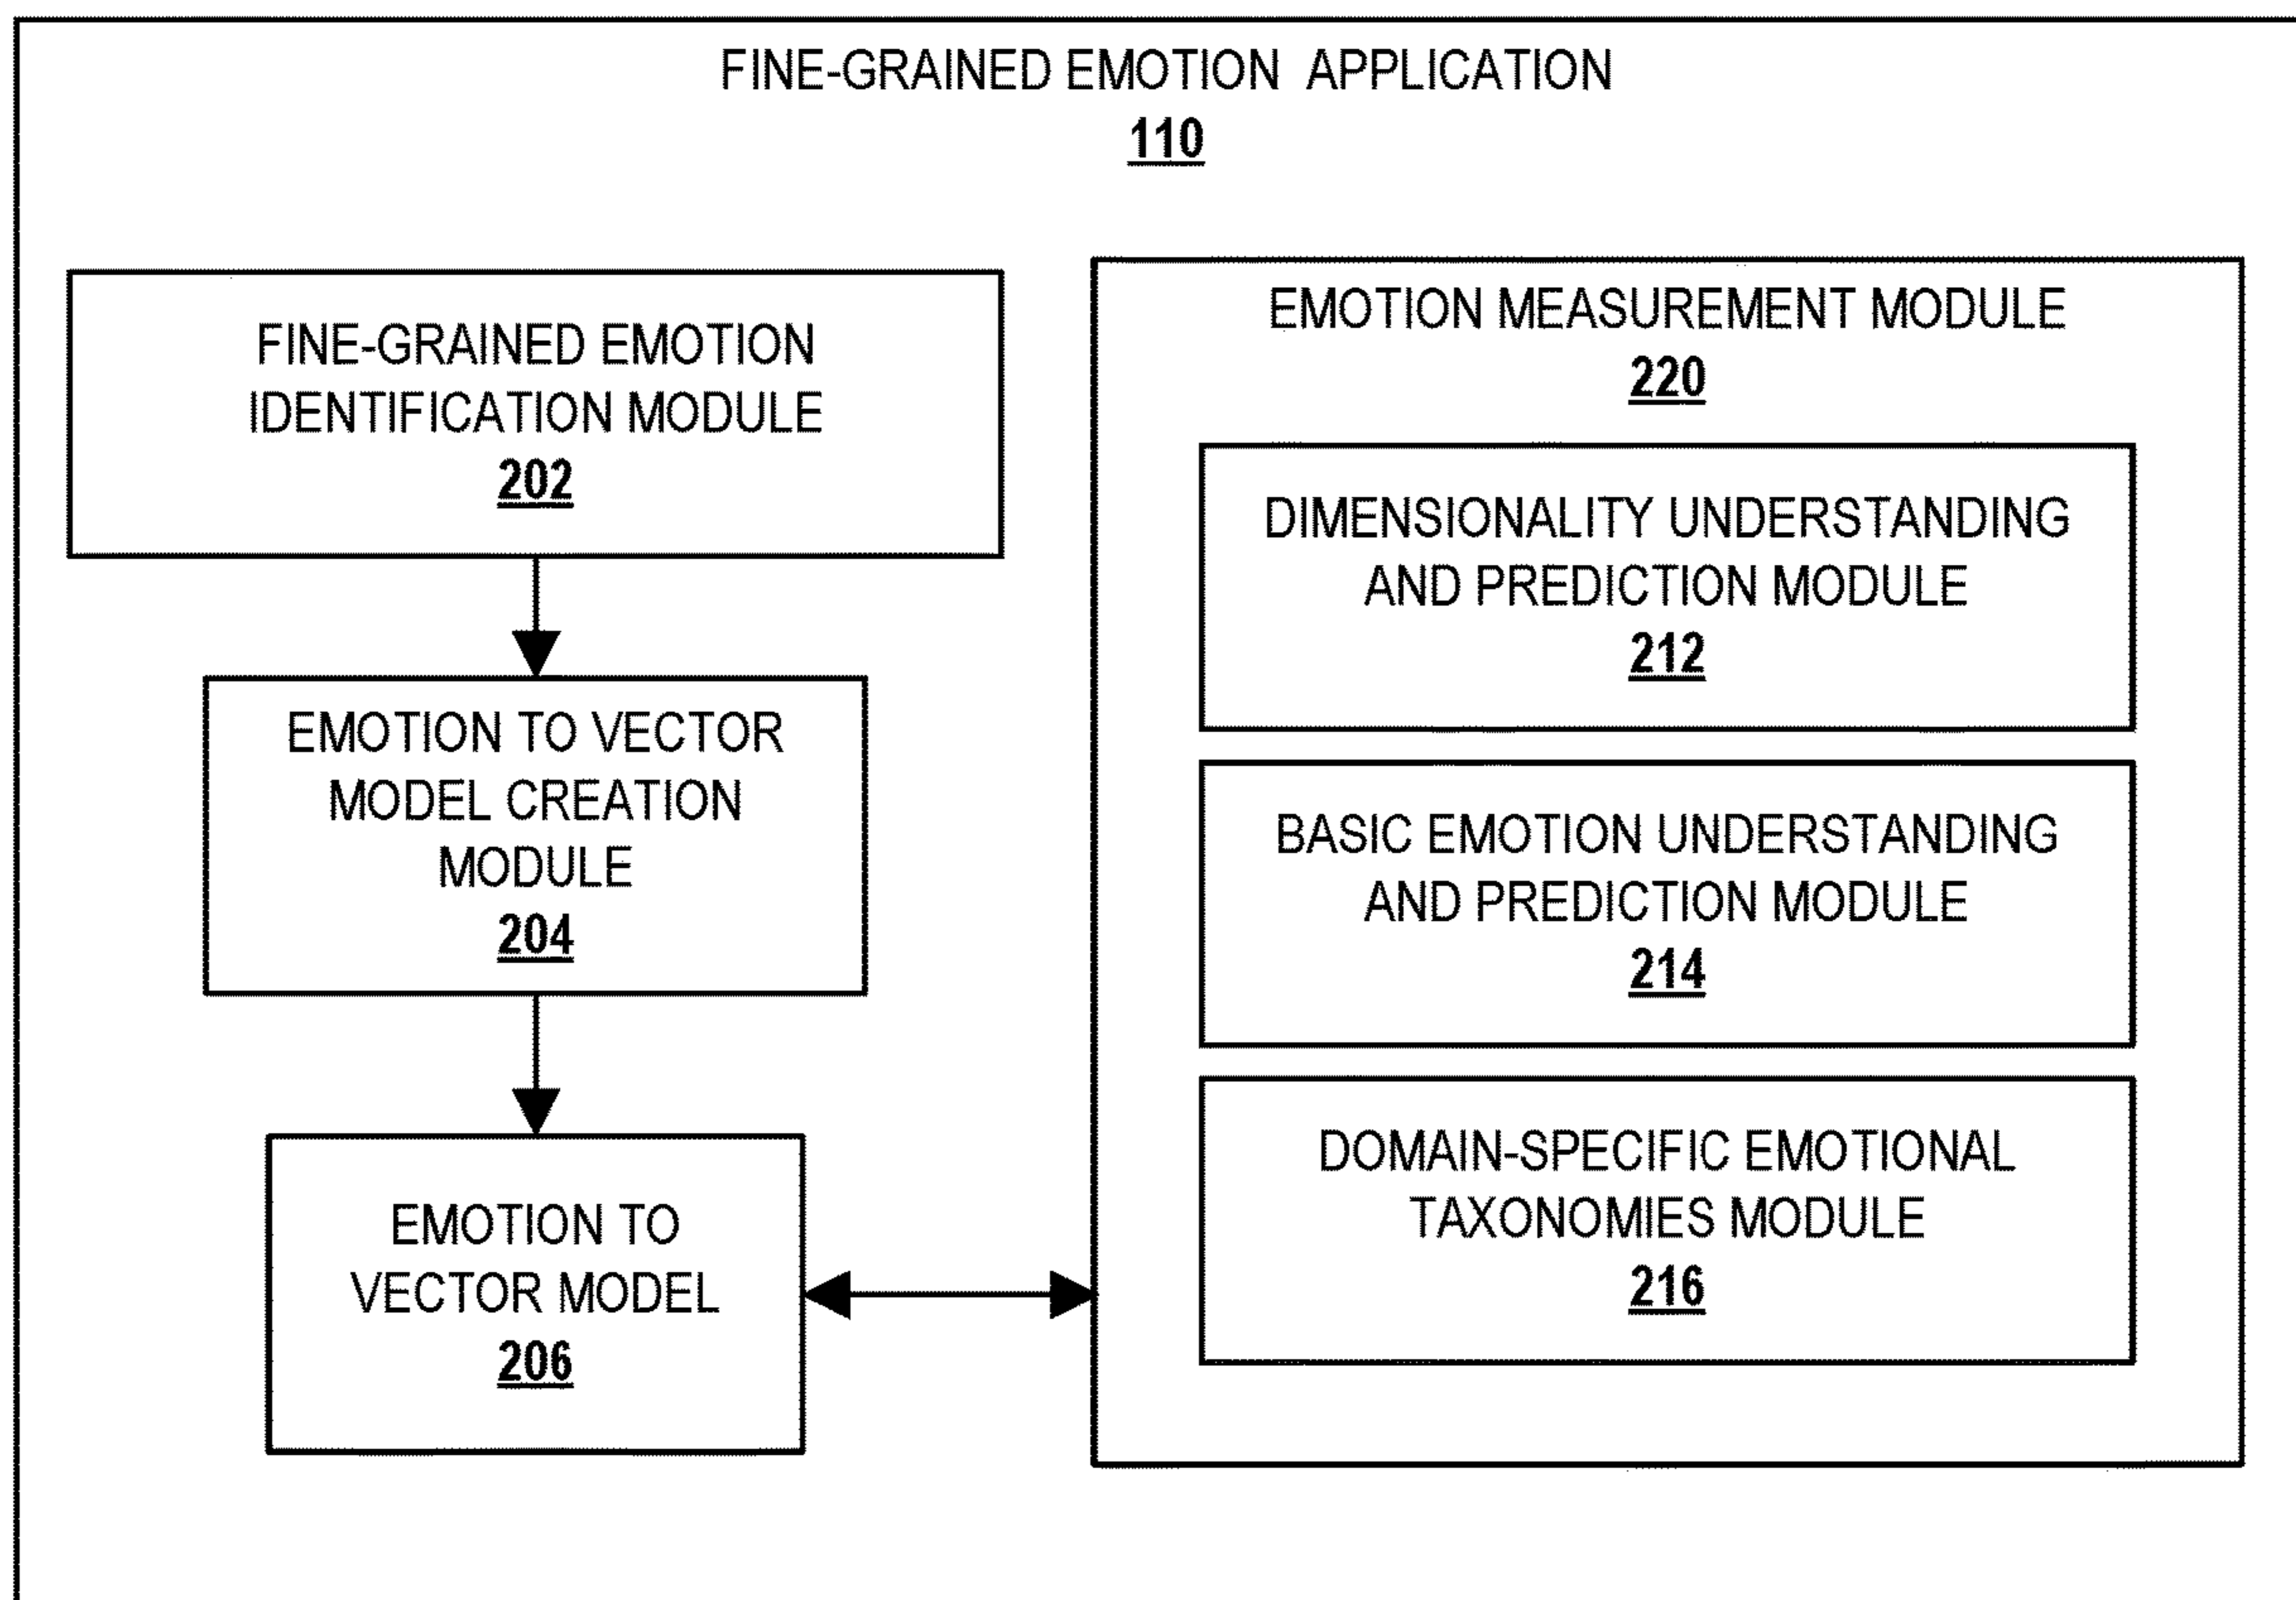 FINE-GRAINED EMOTION APPLICATION
110
FINE-GRAINED EMOTION
IDENTIFICATION MODULE
202
EMOTION TO VECTOR
MODEL CREATION
MODULE
204
EMOTION TO
VECTOR MODEL
206
EMOTION MEASUREMENT MODULE
220
DIMENSIONALITY UNDERSTANDING
AND PREDICTION MODULE
212
BASIC EMOTION UNDERSTANDING
AND PREDICTION MODULE
214
DOMAIN-SPECIFIC EMOTIONAL
TAXONOMIES MODULE
216